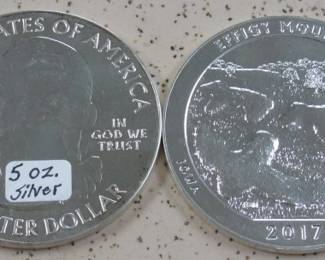 ATES OF AMERICA
IN
GOD WE
TRUST
5 oz.
Silver
TER DOLLAR
EFFIGY MOU
IOWA
2017